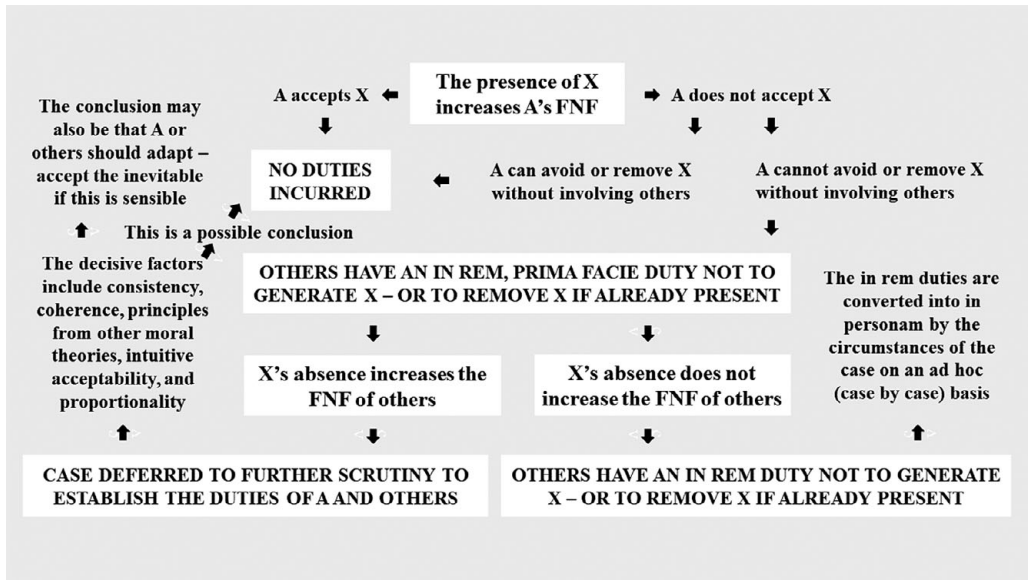 The presence of X
increases A's FNF
A accepts X
A does not accept X
The conclusion may
also be that A or
others should adapt –
accept the inevitable
if this is sensible
NO DUTIES
INCURRED
A can avoid or remove X
without involving others
A cannot avoid or remove X
without involving others
This is a possible conclusion
OTHERS HAVE AN IN REM, PRIMA FACIE DUTY NOT TO
GENERATE X – OR TO REMOVE X IF ALREADY PRESENT
The decisive factors
include consistency,
coherence, principles
from other moral
theories, intuitive
acceptability, and
proportionality
The in rem duties are
converted into in
personam by the
circumstances of the
case on an ad hoc
(case by case) basis
X's absence increases the
FNF of others
X's absence does not
increase the FNF of others
CASE DEFERRED TO FURTHER SCRUTINY TO
ESTABLISH THE DUTIES OF A AND OTHERS
OTHERS HAVE AN IN REM DUTY NOT TO GENERATE
X – OR TO REMOVE X IF ALREADY PRESENT